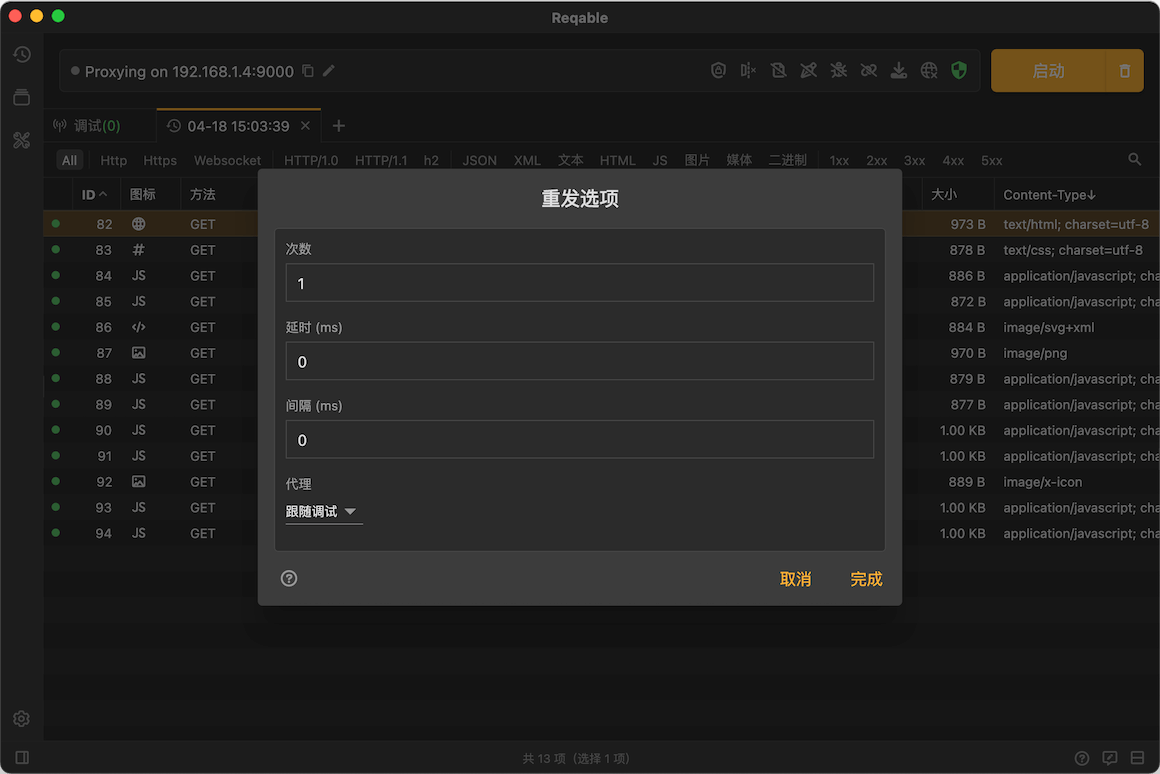 Reqable
Proxying on 192.168.1.4:9000
启动
调试(0)
04-18 15:03:39
All Http Https Websocket HTTP/1.0 HTTP/1.1 h2 JSON XML 文本 HTML JS 图片 媒体 二进制 1xx 2xx 3xx 4xx 5xx
ID 图标 方法 大小 Content-Type↓
82 GET 973 B text/html; charset=utf-8
83 # GET 878 B text/css; charset=utf-8
84 JS GET 886 B application/javascript; cha
85 JS GET 872 B application/javascript; cha
86 </> GET 884 B image/svg+xml
87 GET 970 B image/png
88 JS GET 879 B application/javascript; cha
89 JS GET 877 B application/javascript; cha
90 JS GET 1.00 KB application/javascript; cha
91 JS GET 1.00 KB application/javascript; cha
92 GET 889 B image/x-icon
93 JS GET 1.00 KB application/javascript; cha
94 JS GET 1.00 KB application/javascript; cha
重发选项
次数
1
延时 (ms)
0
间隔 (ms)
0
代理
跟随调试
取消 完成
共 13 项（选择 1 项）